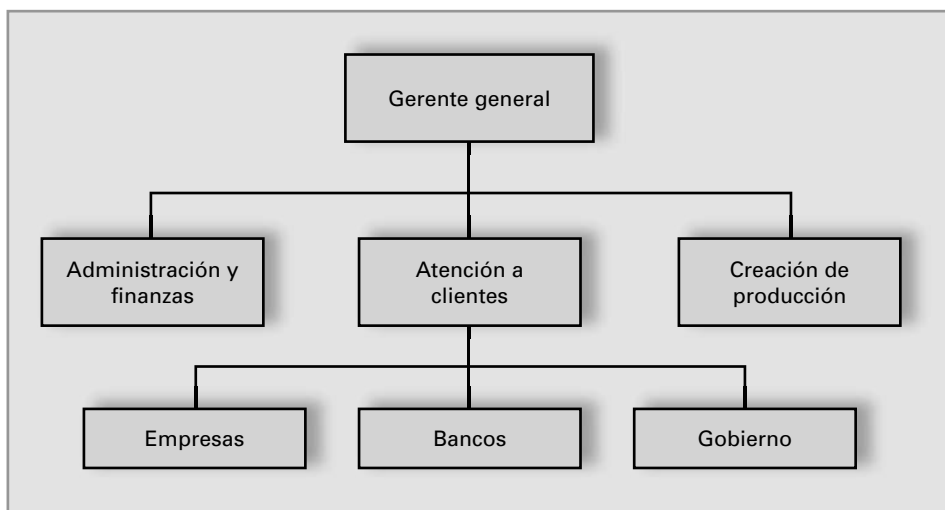 Gerente general
Administración y
finanzas
Atención a
clientes
Creación de
producción
Empresas
Bancos
Gobierno